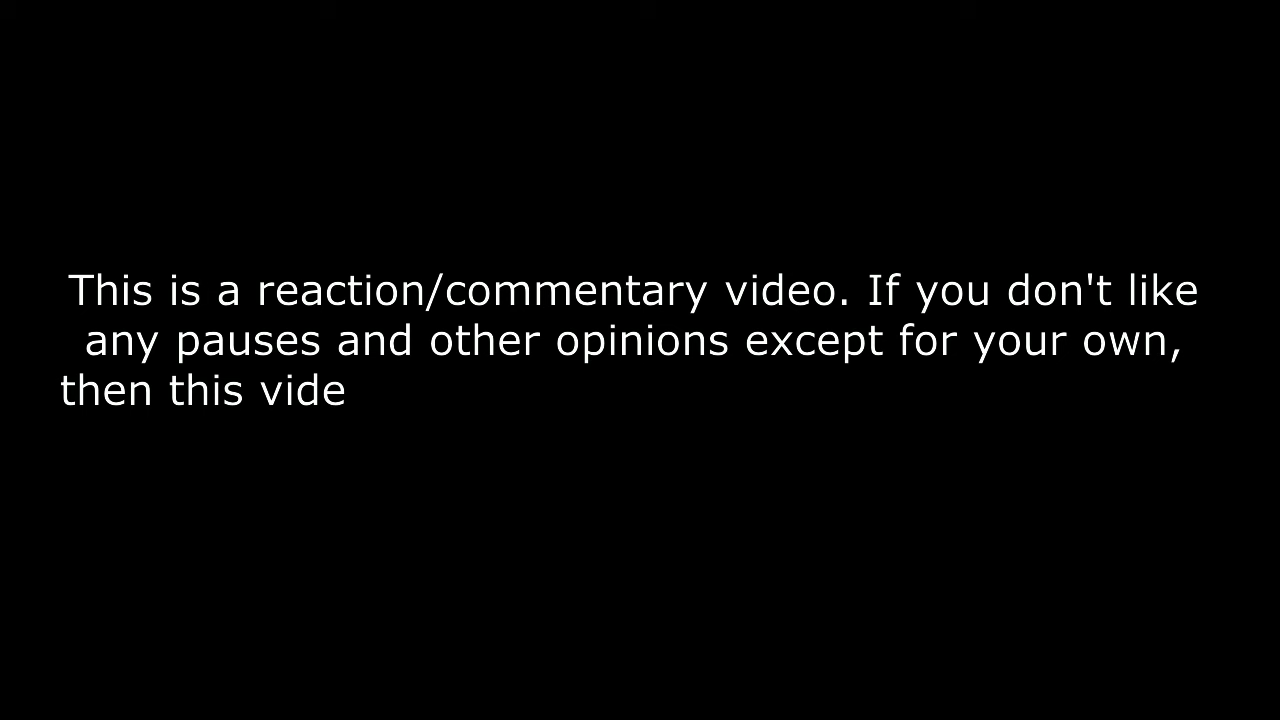 This is a reaction/commentary video. If you don't like
any pauses and other opinions except for your own,
then this vide